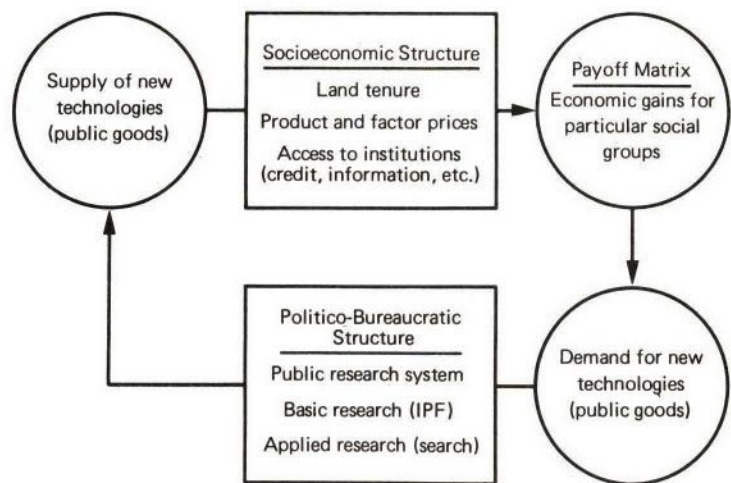 Supply of new
technologies
(public goods)
Socioeconomic Structure
Land tenure
Product and factor prices
Access to institutions
(credit, information, etc.)
Payoff Matrix
Economic gains for
particular social
groups
Demand for new
technologies
(public goods)
Politico-Bureaucratic
Structure
Public research system
Basic research (IPF)
Applied research (search)